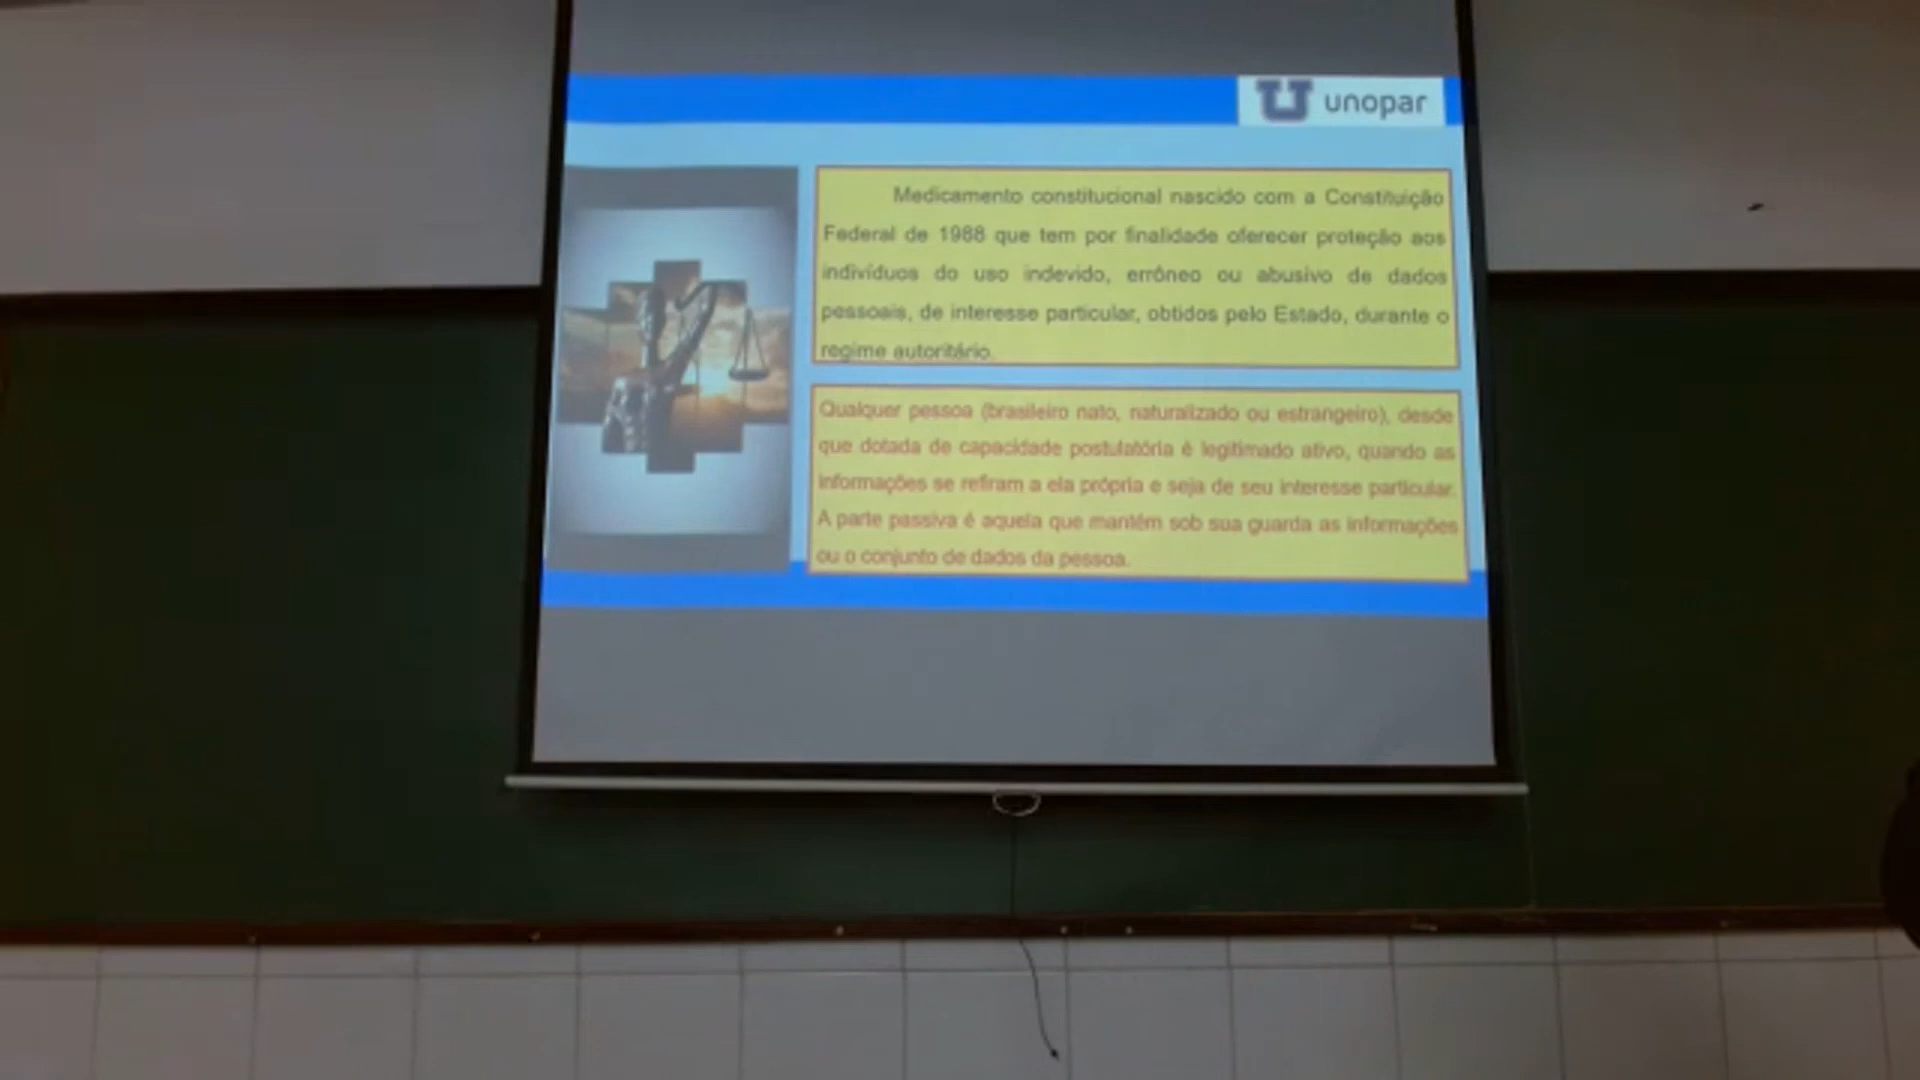 unopar
Medicamento constitucional nascido com a Constituição
Federal de 1988 que tem por finalidade oferecer proteção aos
indivíduos do uso indevido, errôneo ou abusivo de dados
pessoais, de interesse particular, obtidos pelo Estado, durante o
regime autoritário.
Qualquer pessoa (brasileiro nato, naturalizado ou estrangeiro), desde
que dotada de capacidade postulatória é legitimado ativo, quando as
informações se refiram a ela própria e seja de seu interesse particular.
A parte passiva é aquela que mantém sob sua guarda as informações
ou o conjunto de dados da pessoa.